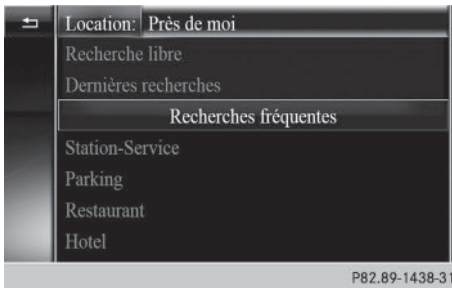 Location: Près de moi
Recherche libre
Dernières recherches
Recherches fréquentes
Station-Service
Parking
Restaurant
Hotel
P82.89-1438-31